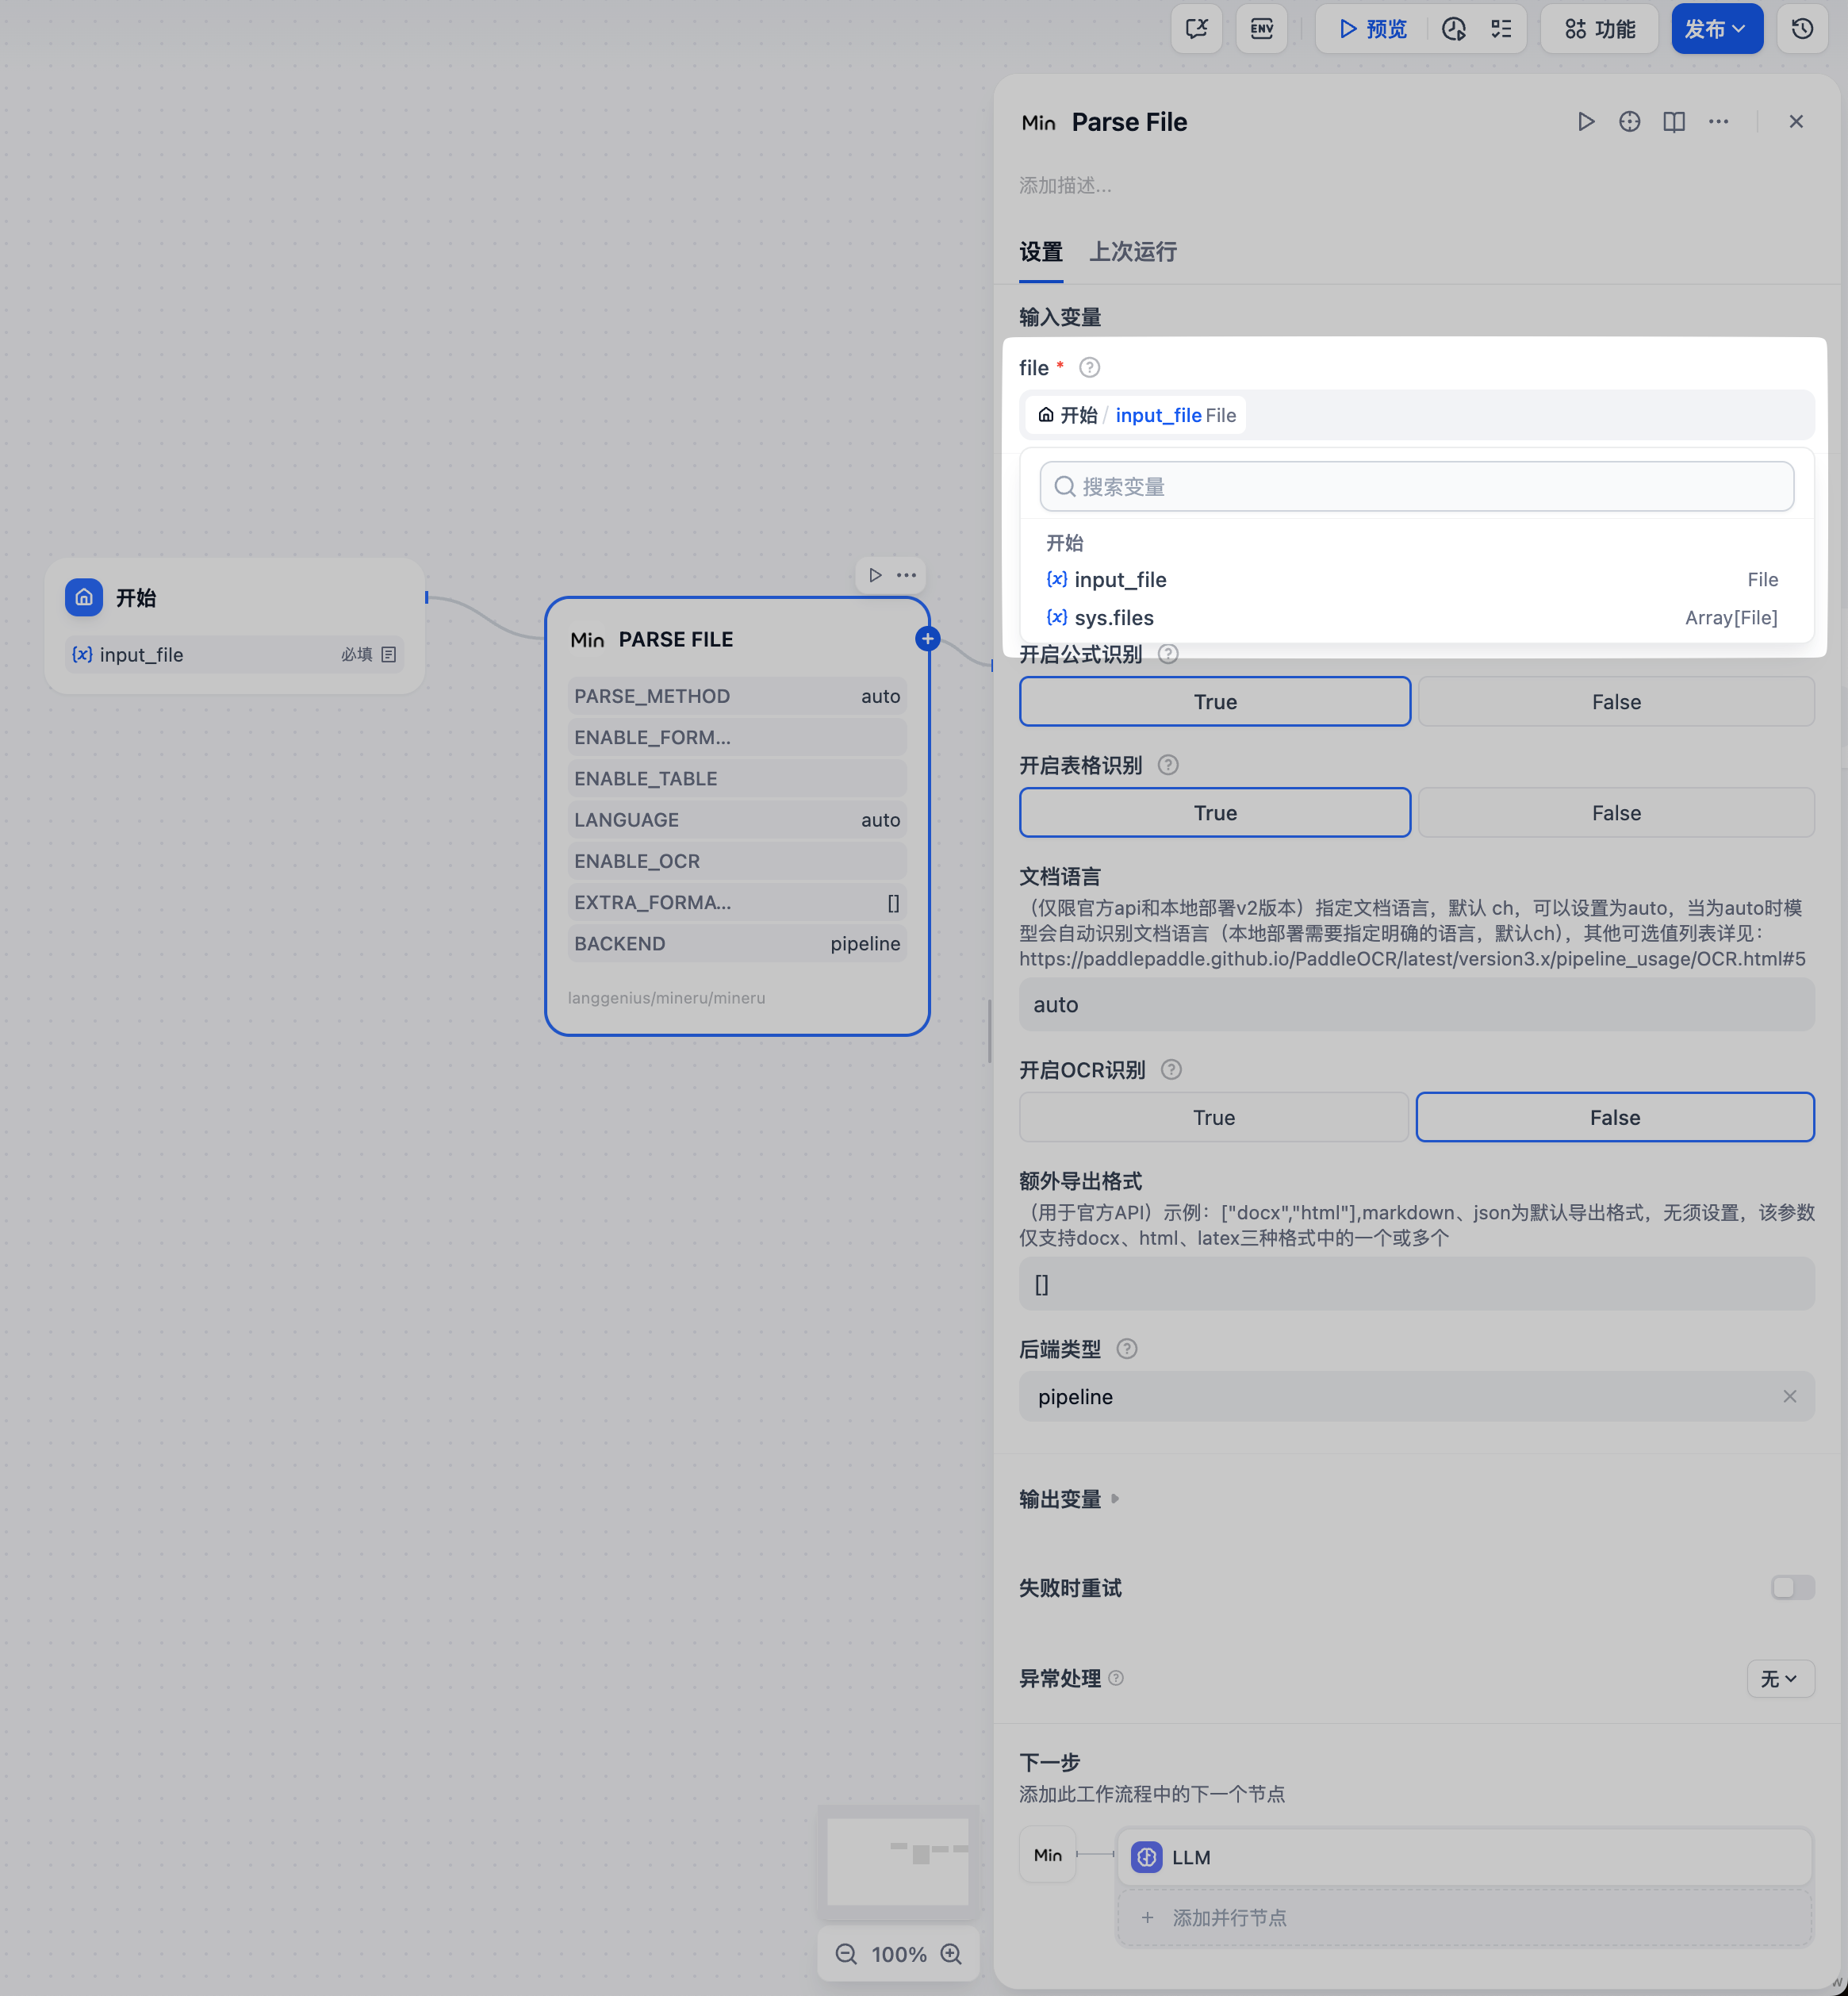 ENV
预览
功能
发布
Min Parse File
添加描述...
设置 上次运行
输入变量
file *
开始 / input_file File
搜索变量
开始
{x} input_file File
{x} sys.files Array[File]
开启公式识别
True False
开启表格识别
True False
文档语言
（仅限官方api和本地部署v2版本）指定文档语言，默认 ch，可以设置为auto，当为auto时模
型会自动识别文档语言（本地部署需要指定明确的语言，默认ch），其他可选值列表详见：
https://paddlepaddle.github.io/PaddleOCR/latest/version3.x/pipeline_usage/OCR.html#5
auto
开启OCR识别
True False
额外导出格式
（用于官方API）示例：["docx","html"],markdown、json为默认导出格式，无须设置，该参数
仅支持docx、html、latex三种格式中的一个或多个
[]
后端类型
pipeline
输出变量
失败时重试
异常处理
无
下一步
添加此工作流程中的下一个节点
Min
LLM
+ 添加并行节点
开始
{x} input_file 必填
Min PARSE FILE
PARSE_METHOD auto
ENABLE_FORM...
ENABLE_TABLE
LANGUAGE auto
ENABLE_OCR
EXTRA_FORMA... []
BACKEND pipeline
langgenius/mineru/mineru
100%